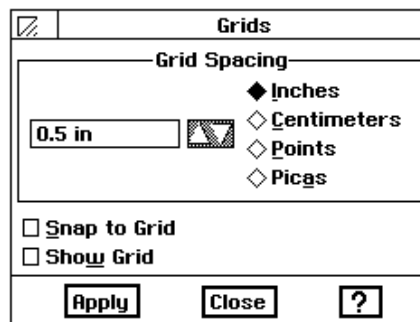 Grids
Grid Spacing
0.5 in
Inches
Centimeters
Points
Picas
Snap to Grid
Show Grid
Apply Close ?